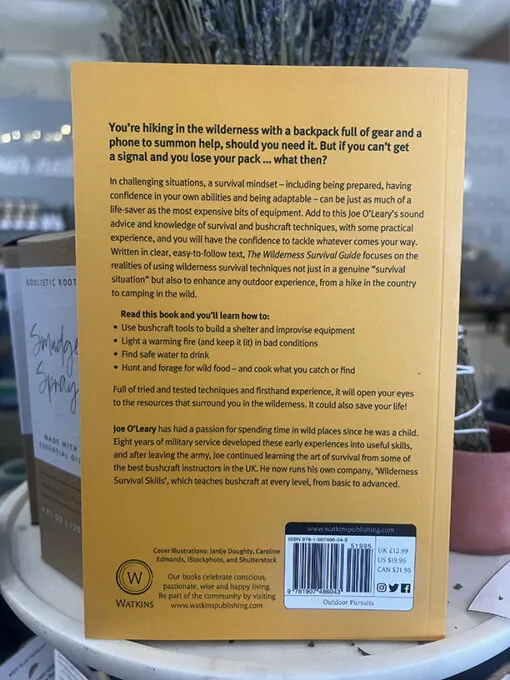 You're hiking in the wilderness with a backpack full of gear and a
phone to summon help, should you need it. But if you can't get
a signal and you lose your pack ... what then?
In challenging situations, a survival mindset – including being prepared, having
confidence in your own abilities and being adaptable – can be just as much of a
life-saver as the most expensive bits of equipment. Add to this Joe O'Leary's sound
advice and knowledge of survival and bushcraft techniques, with some practical
experience, and you will have the confidence to tackle whatever comes your way.
Written in clear, easy-to-follow text, The Wilderness Survival Guide focuses on the
realities of using wilderness survival techniques not just in a genuine "survival
situation" but also to enhance any outdoor experience, from a hike in the country
to camping in the wild.
Read this book and you'll learn how to:
• Use bushcraft tools to build a shelter and improvise equipment
• Light a warming fire (and keep it lit) in bad conditions
• Find safe water to drink
• Hunt and forage for wild food – and cook what you catch or find
Full of tried and tested techniques and firsthand experience, it will open your eyes
to the resources that surround you in the wilderness. It could also save your life!
Joe O'Leary has had a passion for spending time in wild places since he was a child.
Eight years of military service developed these early experiences into useful skills,
and after leaving the army, Joe continued learning the art of survival from some of
the best bushcraft instructors in the UK. He now runs his own company, 'Wilderness
Survival Skills', which teaches bushcraft at every level, from basic to advanced.
Cover illustrations: Jantje Doughty, Caroline
Edmonds, iStockphoto, and Shutterstock
W
WATKINS
Our books celebrate conscious,
passionate, wise and happy living.
Be part of the community by visiting
www.watkinspublishing.com
www.watkinspublishing.com
ISBN 978-1-907486-04-3
51995
9 781907 486043
UK £12.99
US $19.95
CAN $21.95
Outdoor Pursuits
SOULISTIC ROOT
Smudge
Spray
MADE WITH
ESSENTIAL OIL